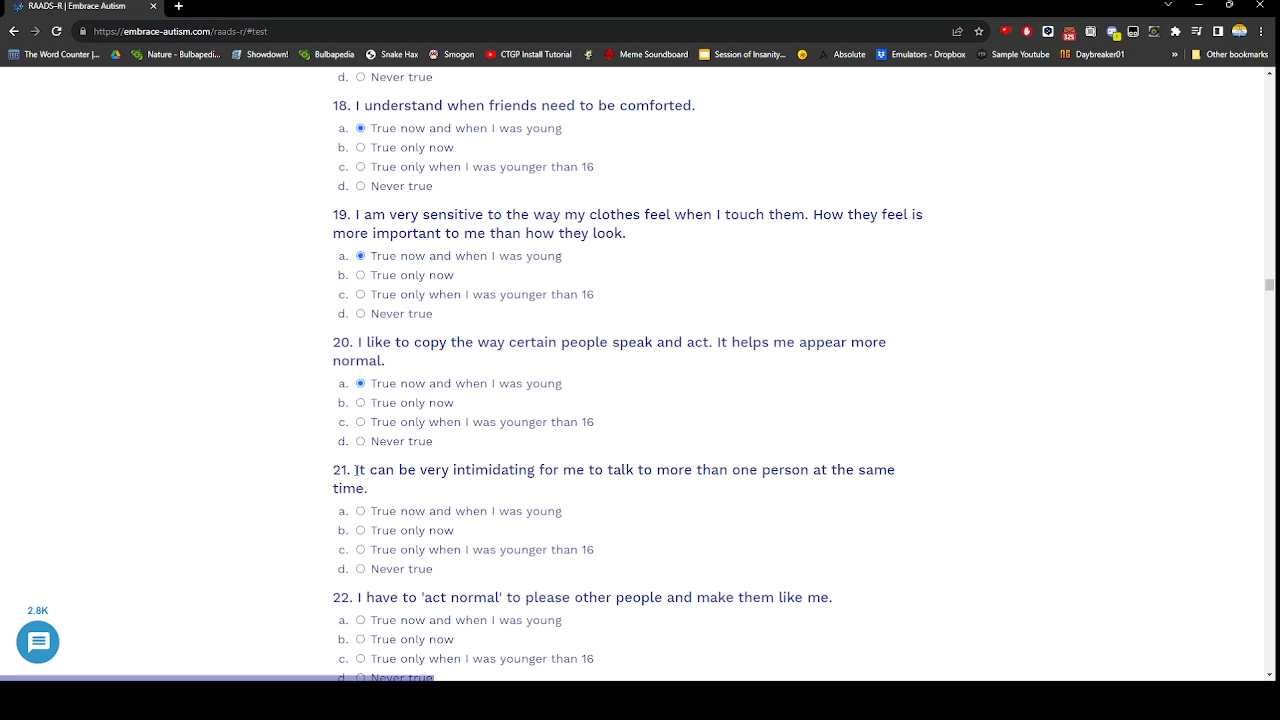 RAADS-R | Embrace Autism
https://embrace-autism.com/raads-r/#test
The Word Counter |...
Nature - Bulbapedi...
Showdown!
Bulbapedia
Snake Hax
Smogon
CTGP Install Tutorial
Meme Soundboard
Session of Insanity...
Absolute
Emulators - Dropbox
Sample Youtube
Daybreaker01
»
Other bookmarks
325
d. Never true
18. I understand when friends need to be comforted.
a. True now and when I was young
b. True only now
c. True only when I was younger than 16
d. Never true
19. I am very sensitive to the way my clothes feel when I touch them. How they feel is
more important to me than how they look.
a. True now and when I was young
b. True only now
c. True only when I was younger than 16
d. Never true
20. I like to copy the way certain people speak and act. It helps me appear more
normal.
a. True now and when I was young
b. True only now
c. True only when I was younger than 16
d. Never true
21. It can be very intimidating for me to talk to more than one person at the same
time.
a. True now and when I was young
b. True only now
c. True only when I was younger than 16
d. Never true
22. I have to 'act normal' to please other people and make them like me.
a. True now and when I was young
b. True only now
c. True only when I was younger than 16
d. Never true
2.8K